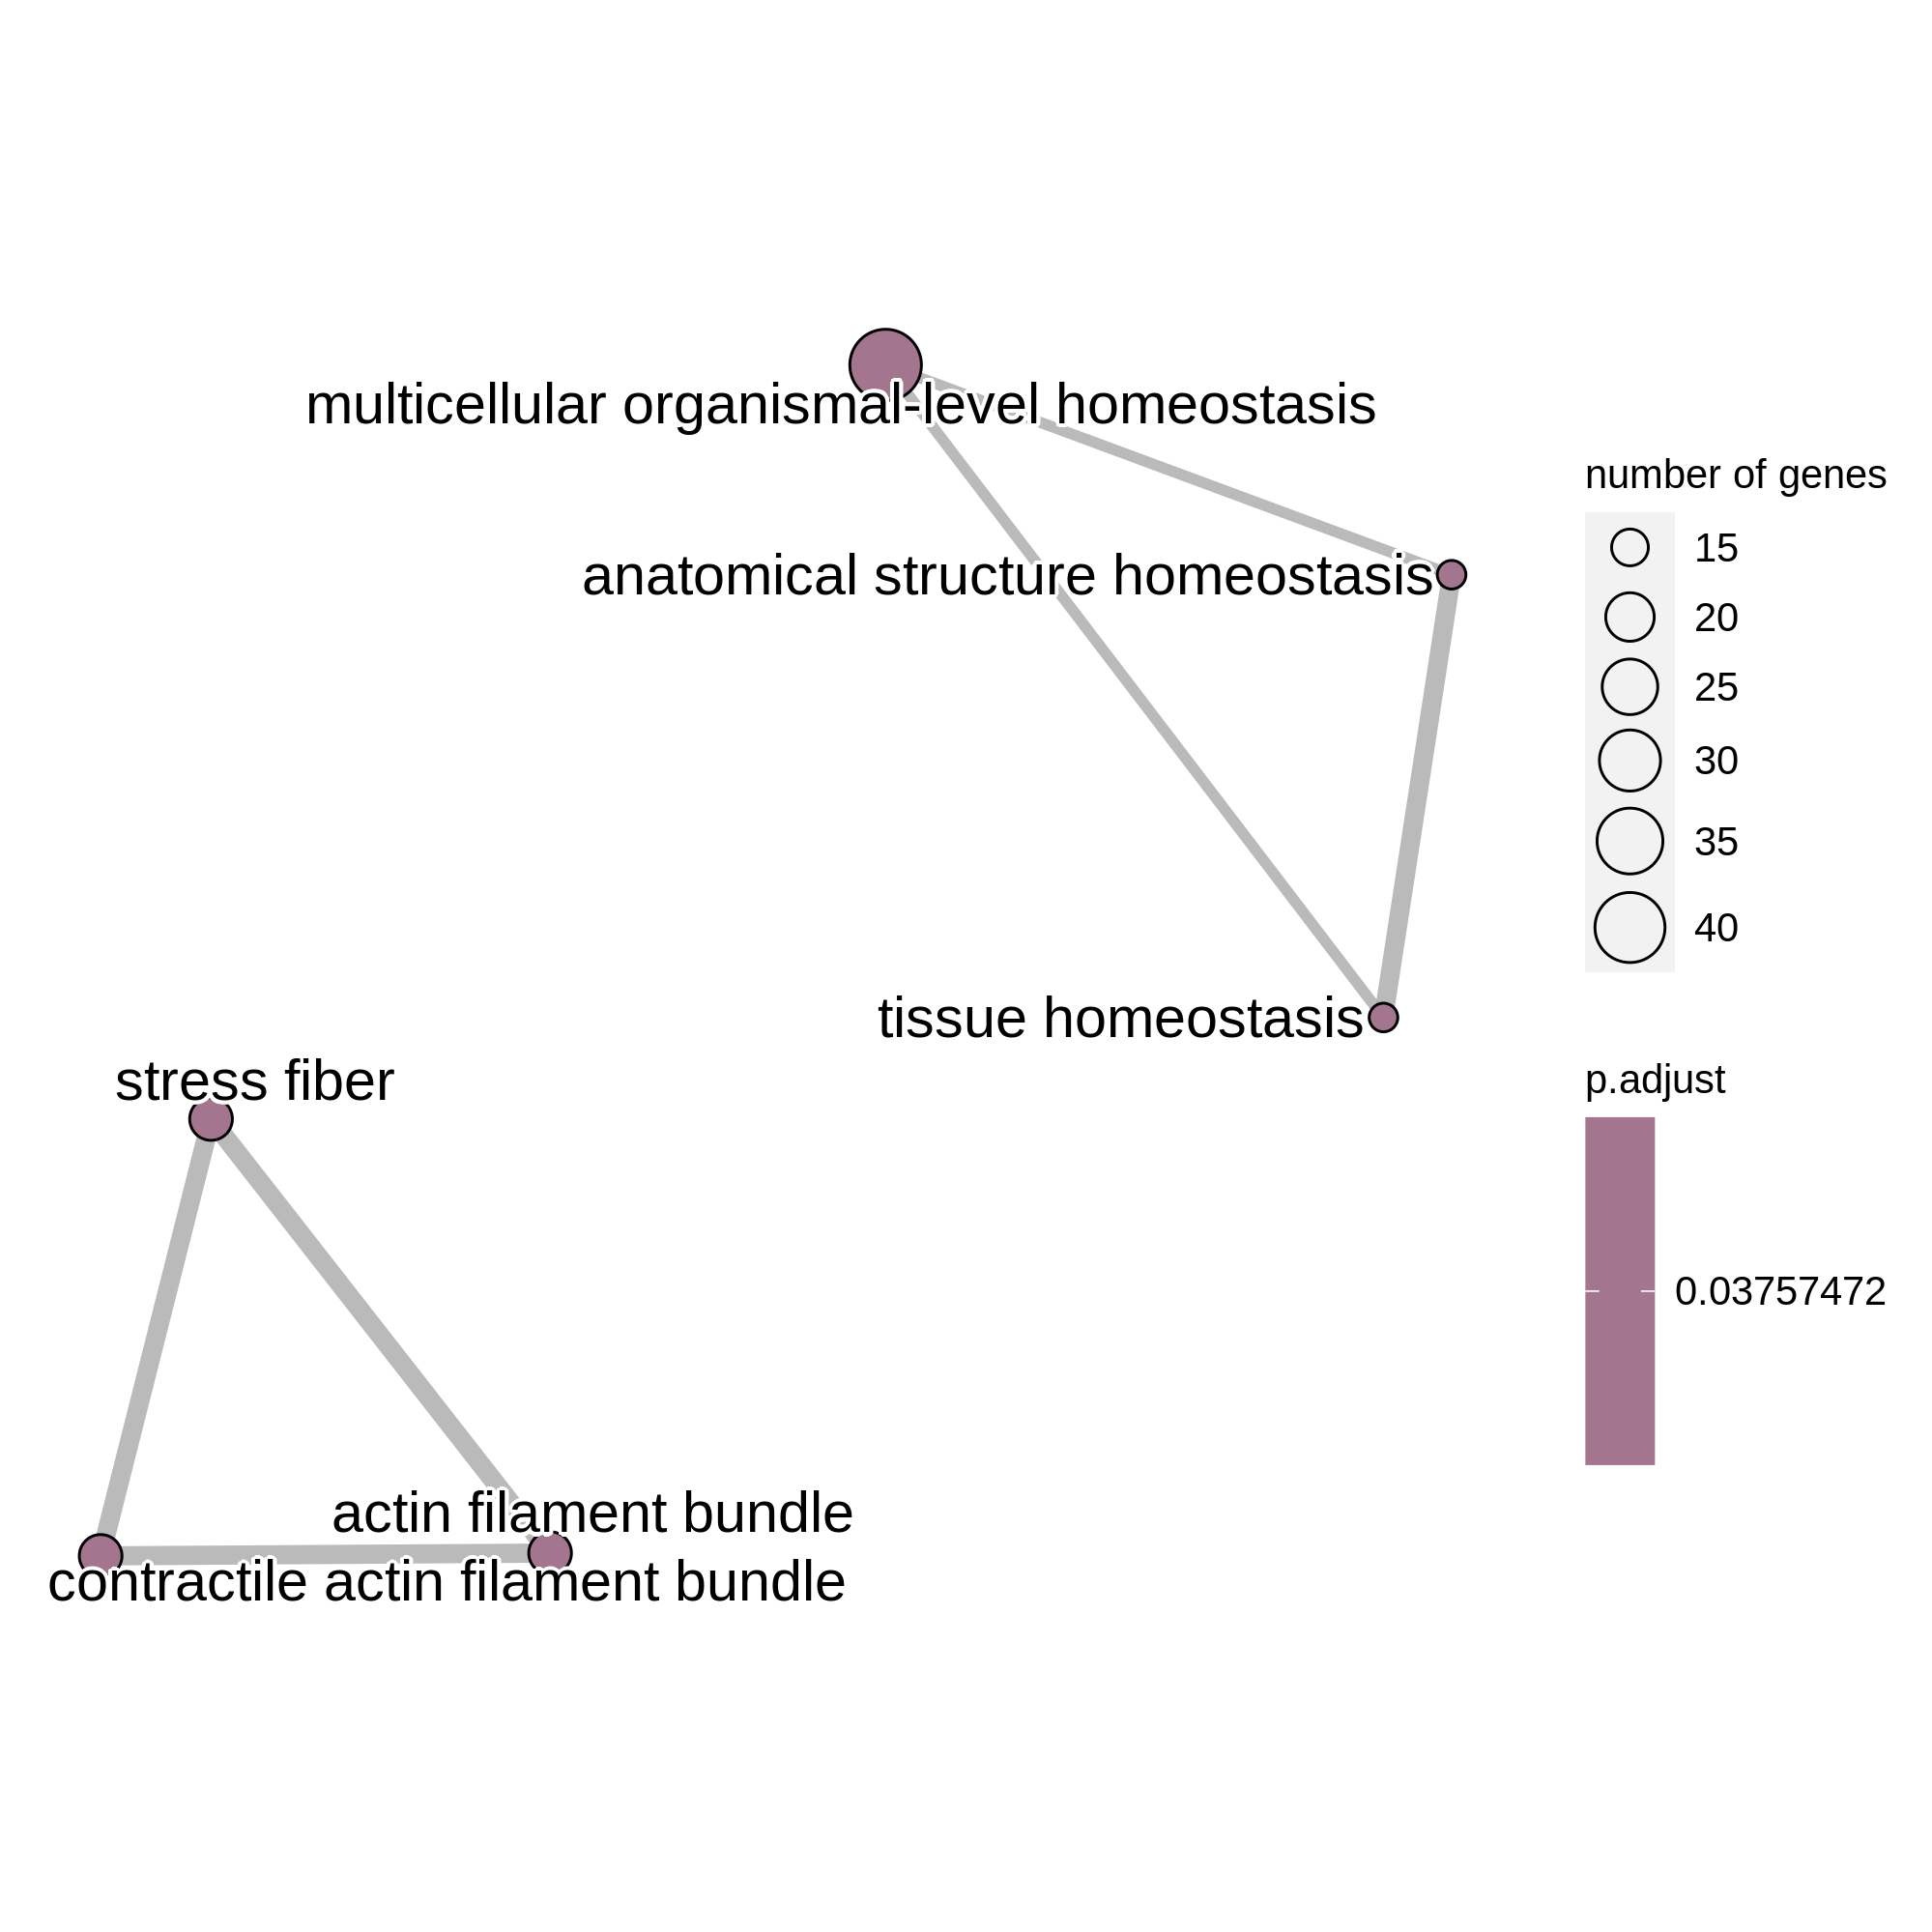 multicellular organismal-level homeostasis
anatomical structure homeostasis
tissue homeostasis
stress fiber
actin filament bundle
contractile actin filament bundle
number of genes
15
20
25
30
35
40
p.adjust
0.03757472